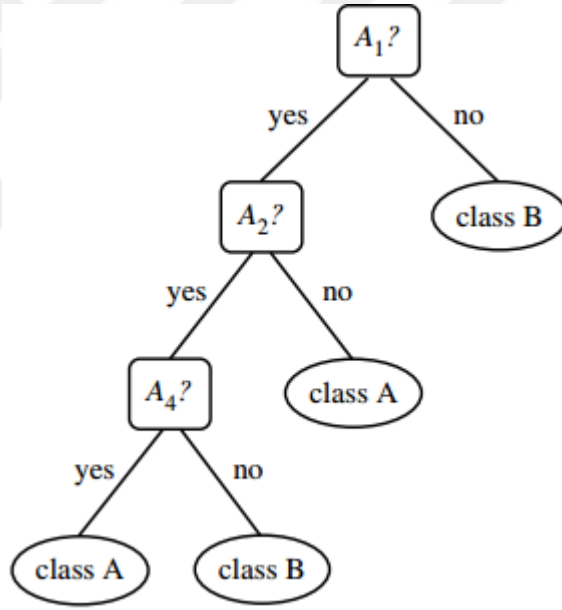 A₁?
yes
no
A₂?
class B
yes
no
A₄?
class A
yes
no
class A
class B